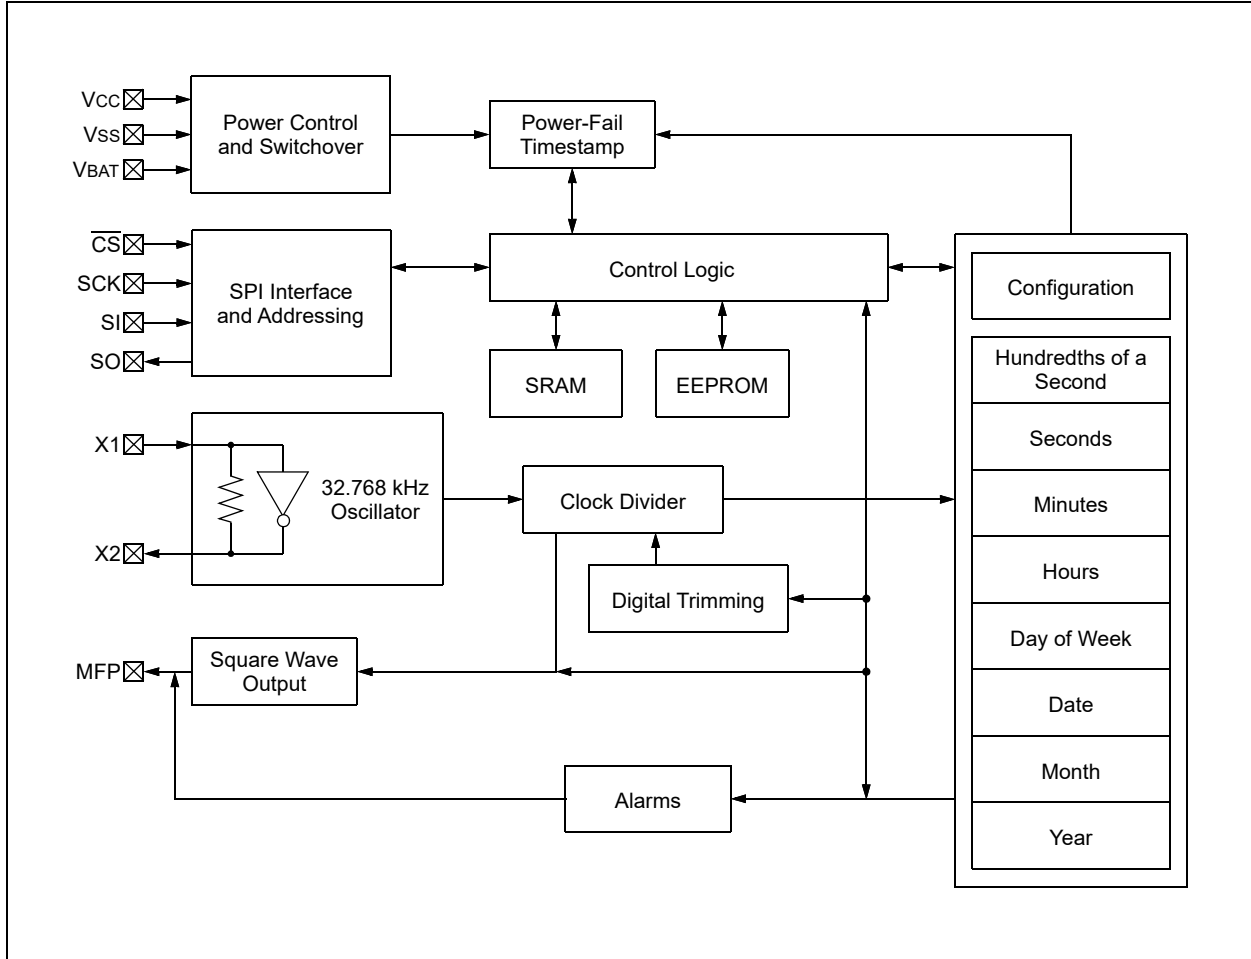 VCC
VSS
VBAT
Power Control
and Switchover
Power-Fail
Timestamp
CS
SCK
SI
SO
SPI Interface
and Addressing
Control Logic
SRAM
EEPROM
Configuration
Hundredths of a
Second
Seconds
Minutes
Hours
Day of Week
Date
Month
Year
X1
X2
32.768 kHz
Oscillator
Clock Divider
Digital Trimming
MFP
Square Wave
Output
Alarms